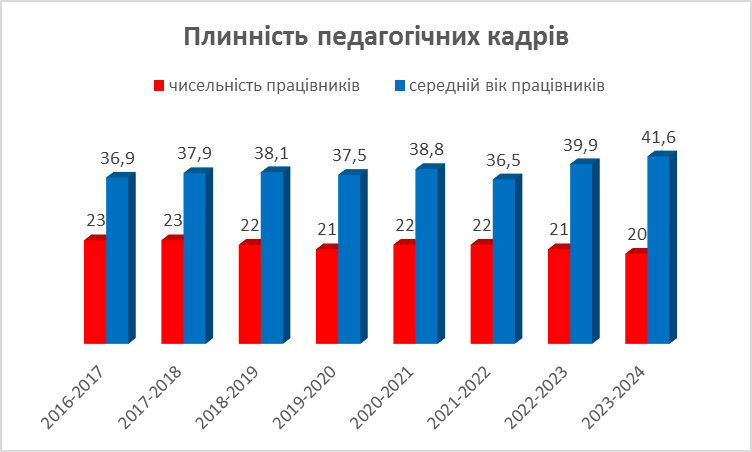 Плинність педагогічних кадрів
чисельність працівників середній вік працівників
36,9 37,9 38,1 37,5 38,8 36,5 39,9 41,6
23 23 22 21 22 22 21 20
2016-2017 2017-2018 2018-2019 2019-2020 2020-2021 2021-2022 2022-2023 2023-2024